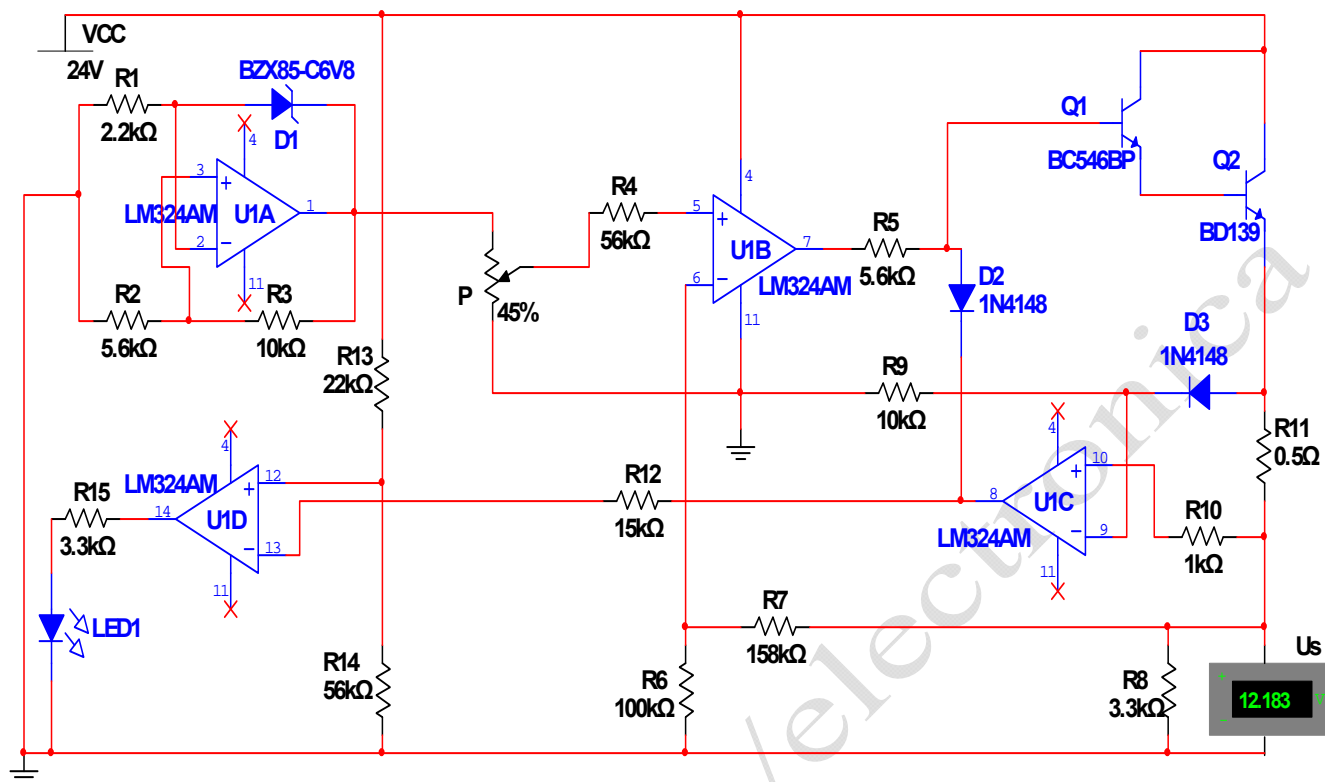 VCC
24V
R1
2.2kΩ
BZX85-C6V8
D1
4
3
LM324AM
U1A
1
2
11
R2
5.6kΩ
R3
10kΩ
P
45%
R4
56kΩ
4
5
U1B
7
6
LM324AM
11
R5
5.6kΩ
Q1
BC546BP
Q2
BD139
D2
1N4148
D3
1N4148
R13
22kΩ
R9
10kΩ
R11
0.5Ω
4
LM324AM
12
U1D
14
13
11
R15
3.3kΩ
LED1
R12
15kΩ
4
10
8
U1C
9
LM324AM
11
R10
1kΩ
R7
158kΩ
R14
56kΩ
R6
100kΩ
R8
3.3kΩ
Us
+
12.183
V
-
/electronica